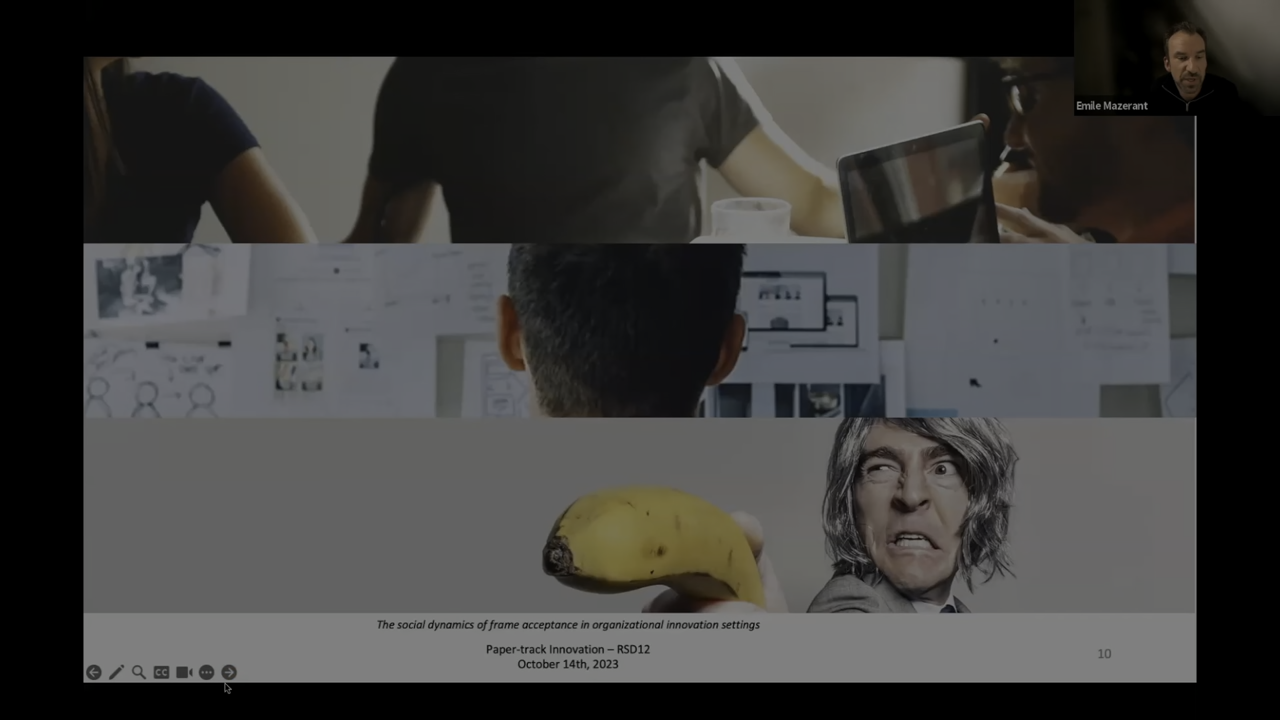 Emile Mazerant
The social dynamics of frame acceptance in organizational innovation settings
Paper-track Innovation – RSD12
October 14th, 2023
10
CC